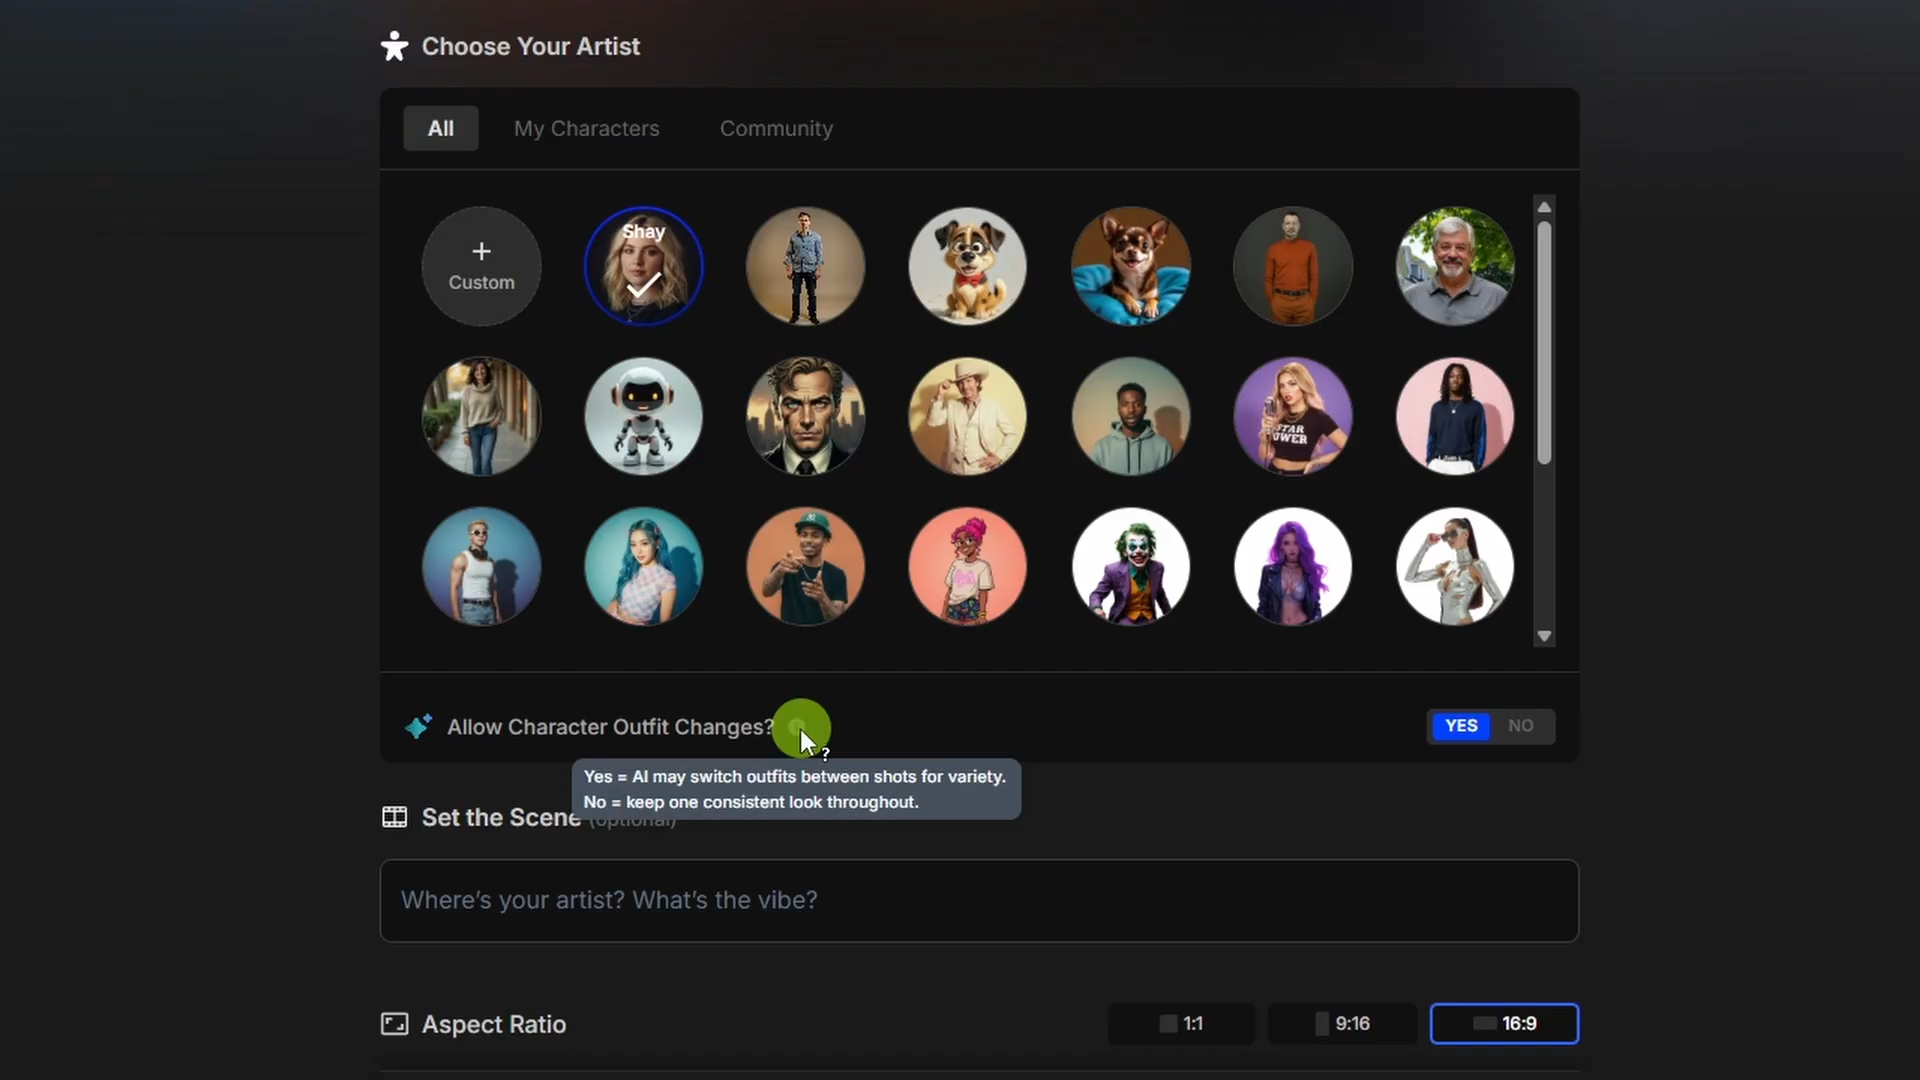 Choose Your Artist
All
My Characters
Community
+
Custom
Shay
STAR
POWER
Allow Character Outfit Changes?
YES
NO
?
Yes = AI may switch outfits between shots for variety.
No = keep one consistent look throughout.
Set the Scene (optional)
Where's your artist? What's the vibe?
Aspect Ratio
1:1
9:16
16:9